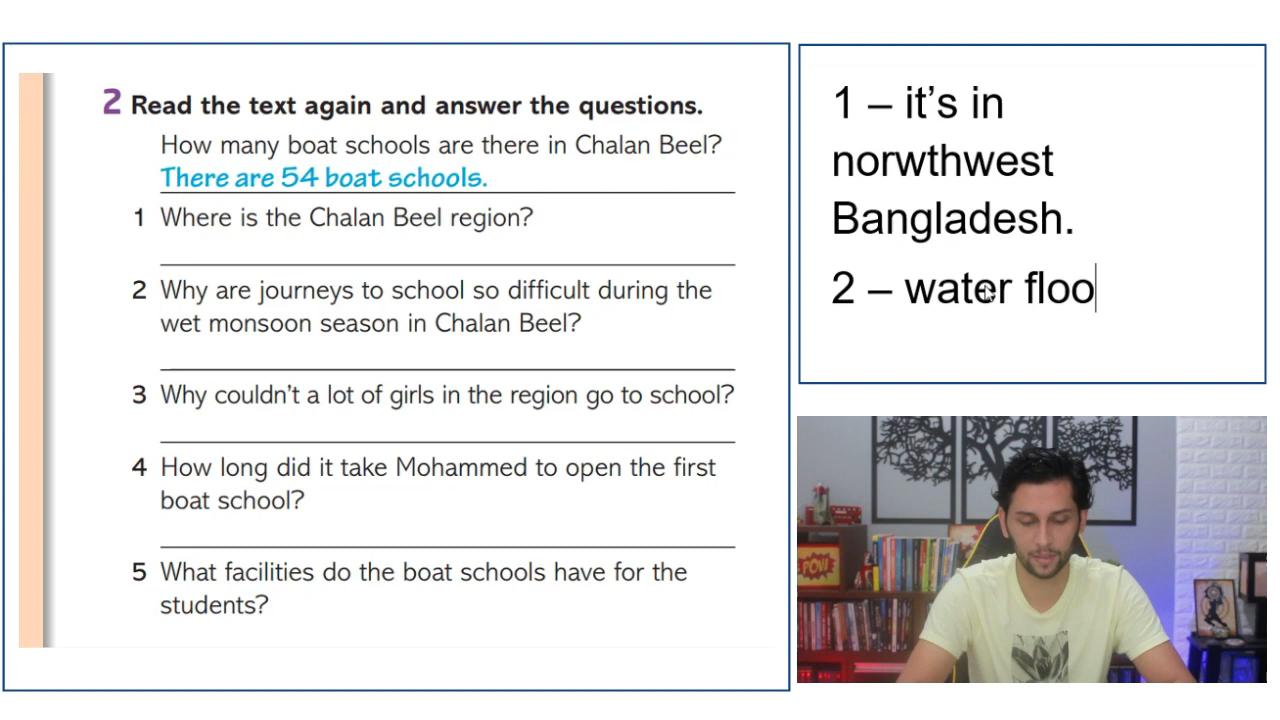 2 Read the text again and answer the questions.
How many boat schools are there in Chalan Beel?
There are 54 boat schools.
1 Where is the Chalan Beel region?
2 Why are journeys to school so difficult during the
wet monsoon season in Chalan Beel?
3 Why couldn't a lot of girls in the region go to school?
4 How long did it take Mohammed to open the first
boat school?
5 What facilities do the boat schools have for the
students?
1 – it's in
norwthwest
Bangladesh.
2 – water floo
POW!